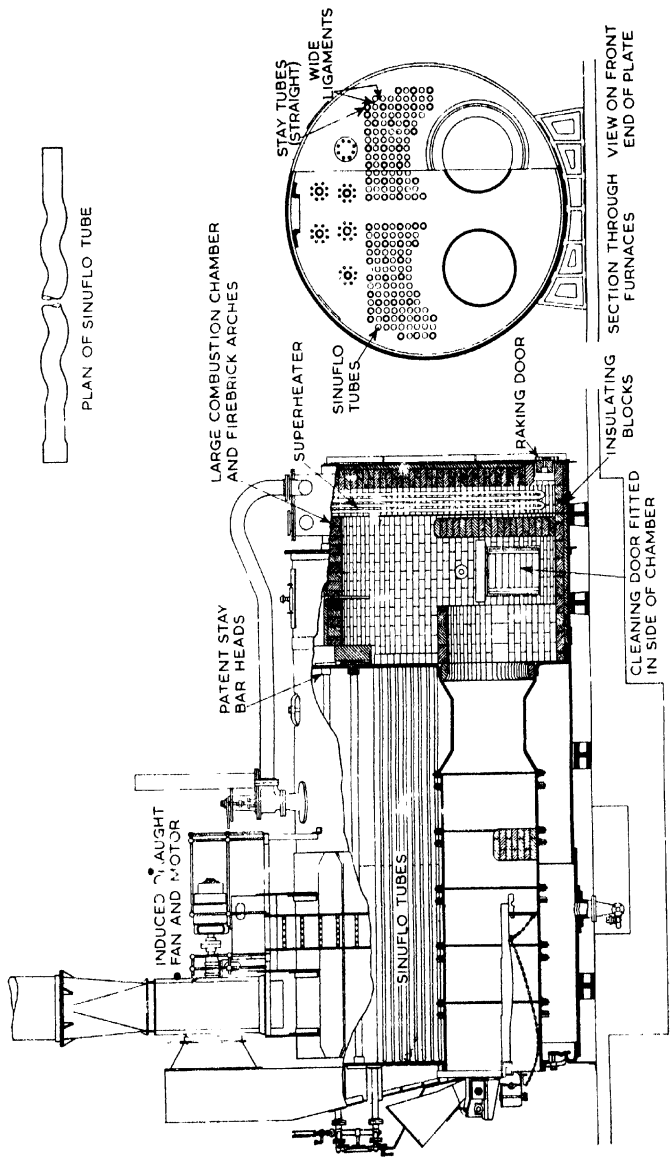 PLAN OF SINUFLO TUBE
INDUCED DRAUGHT
FAN AND MOTOR
PATENT STAY
BAR HEADS
LARGE COMBUSTION CHAMBER
AND FIREBRICK ARCHES
SUPERHEATER
SINUFLO
TUBES
STAY TUBES
(STRAIGHT)
WIDE
LIGAMENTS
SINUFLO TUBES
RAKING DOOR
INSULATING
BLOCKS
CLEANING DOOR FITTED
IN SIDE OF CHAMBER
SECTION THROUGH
FURNACES
VIEW ON FRONT
END OF PLATE